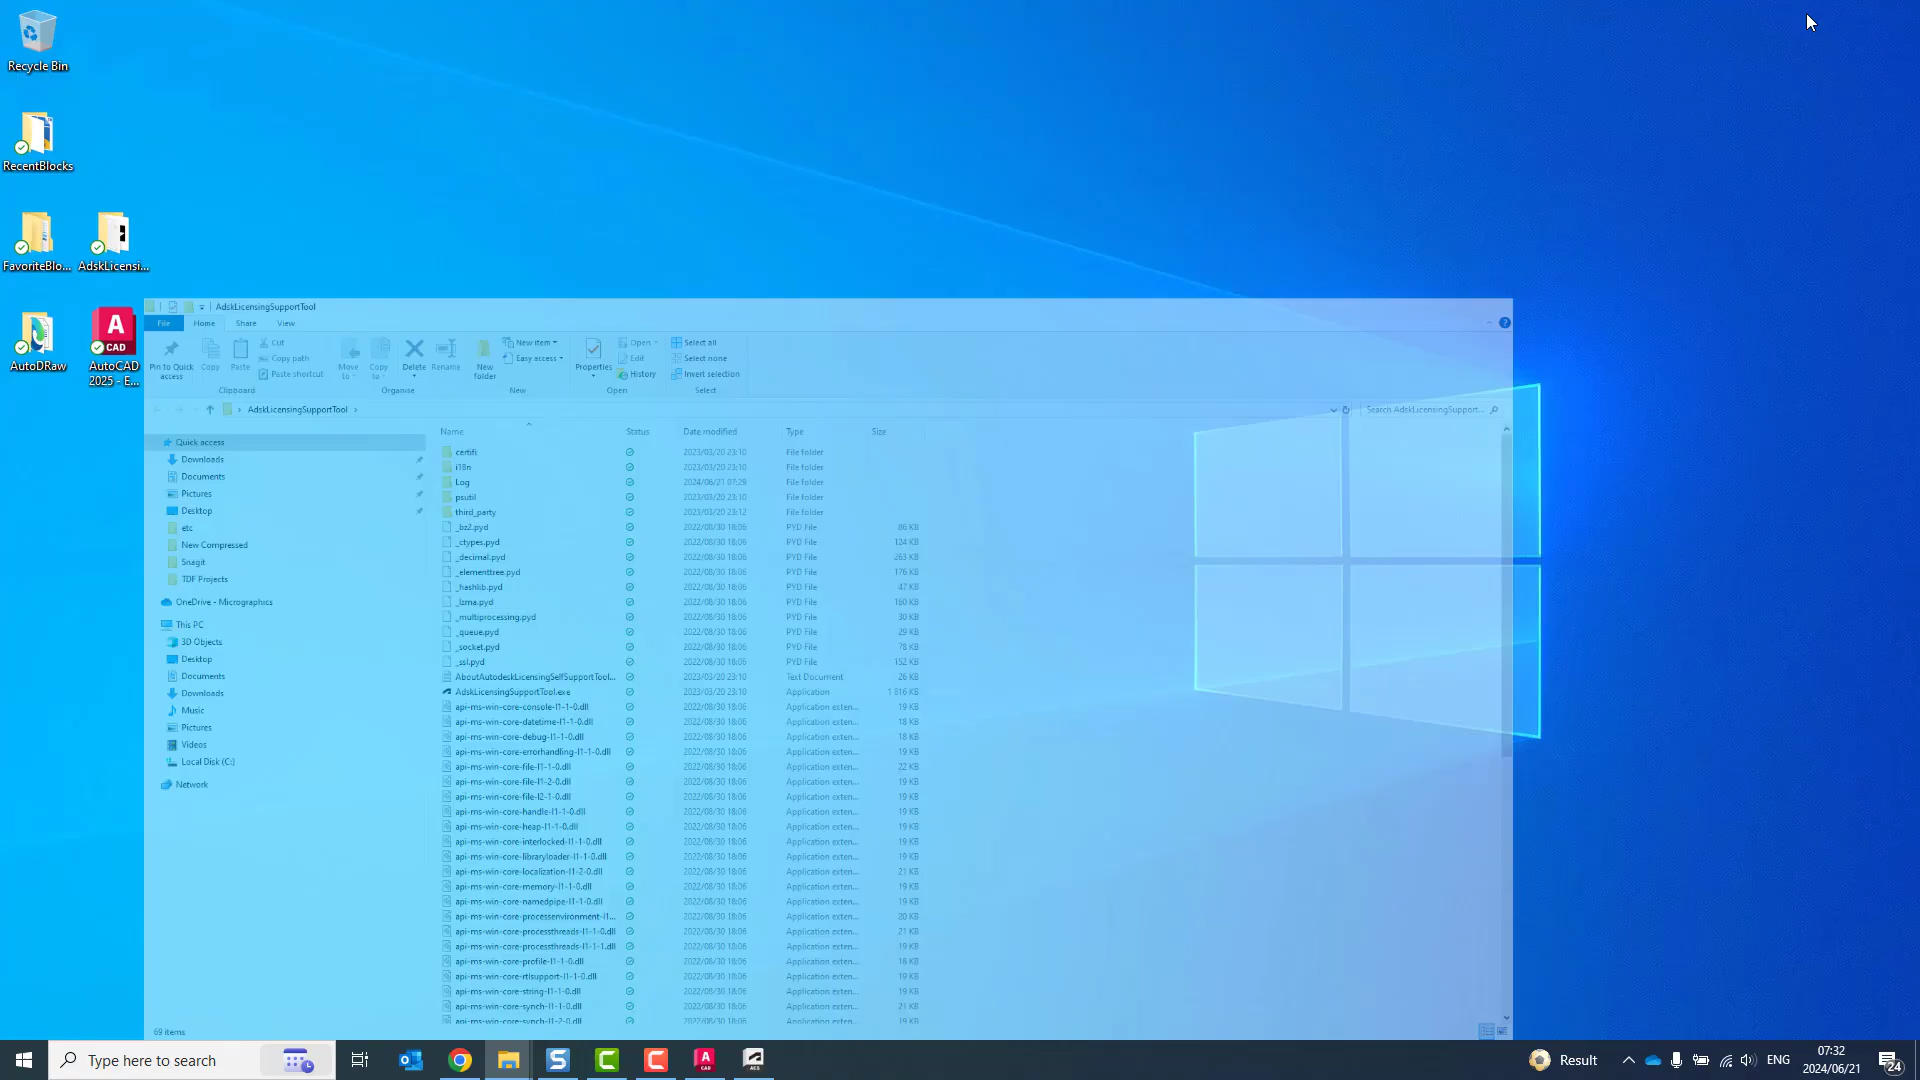 Recycle Bin
RecentBlocks
FavoriteBlo...
AdskLicensi...
AutoDRaw
AutoCAD
2025 - E...
AdskLicensingSupportTool
File Home Share View
Pin to Quick
access
Copy
Paste
Cut
Copy path
Paste shortcut
Clipboard
Move
to
Copy
to
Delete
Rename
Organise
New
folder
New item
Easy access
New
Properties
Open
Edit
History
Open
Select all
Select none
Invert selection
Select
AdskLicensingSupportTool
Search AdskLicensingSupport...
Quick access
Downloads
Documents
Pictures
Desktop
etc
New Compressed
Snagit
TDF Projects
OneDrive - Micrographics
This PC
3D Objects
Desktop
Documents
Downloads
Music
Pictures
Videos
Local Disk (C:)
Network
Name Status Date modified Type Size
certifi 2023/03/20 23:10 File folder
i18n 2023/03/20 23:10 File folder
Log 2024/06/21 07:29 File folder
psutil 2023/03/20 23:10 File folder
third_party 2023/03/20 23:12 File folder
_bz2.pyd 2022/08/30 18:06 PYD File 86 KB
_ctypes.pyd 2022/08/30 18:06 PYD File 124 KB
_decimal.pyd 2022/08/30 18:06 PYD File 263 KB
_elementtree.pyd 2022/08/30 18:06 PYD File 176 KB
_hashlib.pyd 2022/08/30 18:06 PYD File 47 KB
_lzma.pyd 2022/08/30 18:06 PYD File 160 KB
_multiprocessing.pyd 2022/08/30 18:06 PYD File 30 KB
_queue.pyd 2022/08/30 18:06 PYD File 29 KB
_socket.pyd 2022/08/30 18:06 PYD File 78 KB
_ssl.pyd 2022/08/30 18:06 PYD File 152 KB
AboutAutodeskLicensingSelfSupportTool... 2023/03/20 23:10 Text Document 26 KB
AdskLicensingSupportTool.exe 2023/03/20 23:10 Application 1 816 KB
api-ms-win-core-console-l1-1-0.dll 2022/08/30 18:06 Application exten... 19 KB
api-ms-win-core-datetime-l1-1-0.dll 2022/08/30 18:06 Application exten... 18 KB
api-ms-win-core-debug-l1-1-0.dll 2022/08/30 18:06 Application exten... 18 KB
api-ms-win-core-errorhandling-l1-1-0.dll 2022/08/30 18:06 Application exten... 19 KB
api-ms-win-core-file-l1-1-0.dll 2022/08/30 18:06 Application exten... 22 KB
api-ms-win-core-file-l1-2-0.dll 2022/08/30 18:06 Application exten... 19 KB
api-ms-win-core-file-l2-1-0.dll 2022/08/30 18:06 Application exten... 19 KB
api-ms-win-core-handle-l1-1-0.dll 2022/08/30 18:06 Application exten... 19 KB
api-ms-win-core-heap-l1-1-0.dll 2022/08/30 18:06 Application exten... 19 KB
api-ms-win-core-interlocked-l1-1-0.dll 2022/08/30 18:06 Application exten... 19 KB
api-ms-win-core-libraryloader-l1-1-0.dll 2022/08/30 18:06 Application exten... 19 KB
api-ms-win-core-localization-l1-2-0.dll 2022/08/30 18:06 Application exten... 21 KB
api-ms-win-core-memory-l1-1-0.dll 2022/08/30 18:06 Application exten... 19 KB
api-ms-win-core-namedpipe-l1-1-0.dll 2022/08/30 18:06 Application exten... 19 KB
api-ms-win-core-processenvironment-l1... 2022/08/30 18:06 Application exten... 20 KB
api-ms-win-core-processthreads-l1-1-0.dll 2022/08/30 18:06 Application exten... 21 KB
api-ms-win-core-processthreads-l1-1-1.dll 2022/08/30 18:06 Application exten... 19 KB
api-ms-win-core-profile-l1-1-0.dll 2022/08/30 18:06 Application exten... 18 KB
api-ms-win-core-rtlsupport-l1-1-0.dll 2022/08/30 18:06 Application exten... 19 KB
api-ms-win-core-string-l1-1-0.dll 2022/08/30 18:06 Application exten... 19 KB
api-ms-win-core-synch-l1-1-0.dll 2022/08/30 18:06 Application exten... 21 KB
api-ms-win-core-synch-l1-2-0.dll 2022/08/30 18:06 Application exten... 19 KB
69 items
Type here to search
Result
ENG
07:32
2024/06/21
24